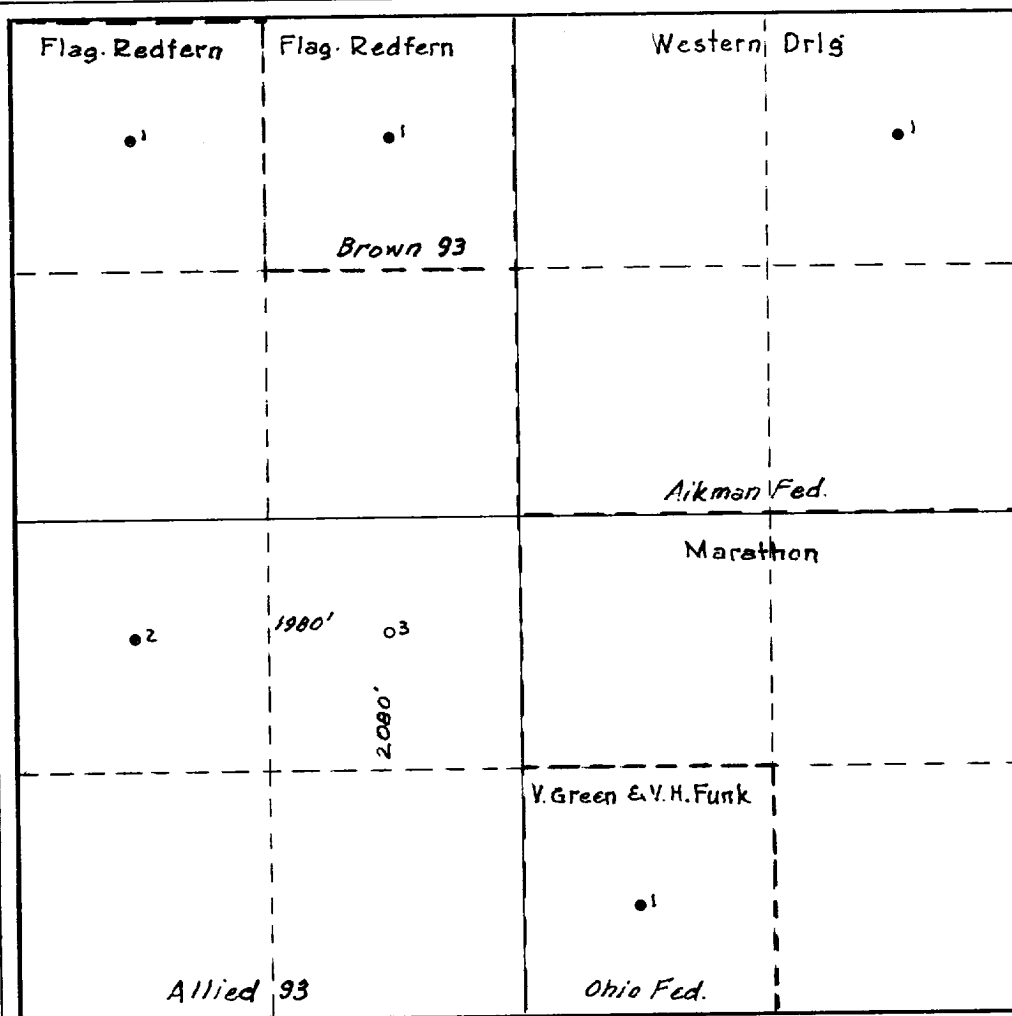 Flag. Redfern
Flag. Redfern
Western Drlg
1
1
1
Brown 93
Aikman Fed.
Marathon
2
1980'
3
2080'
V. Green & V. H. Funk
1
Allied 93
Ohio Fed.